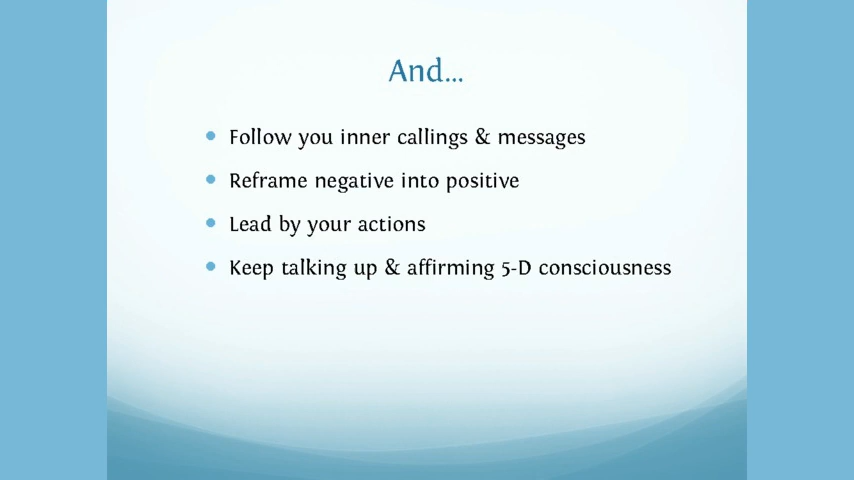 And...
Follow you inner callings & messages
Reframe negative into positive
Lead by your actions
Keep talking up & affirming 5-D consciousness